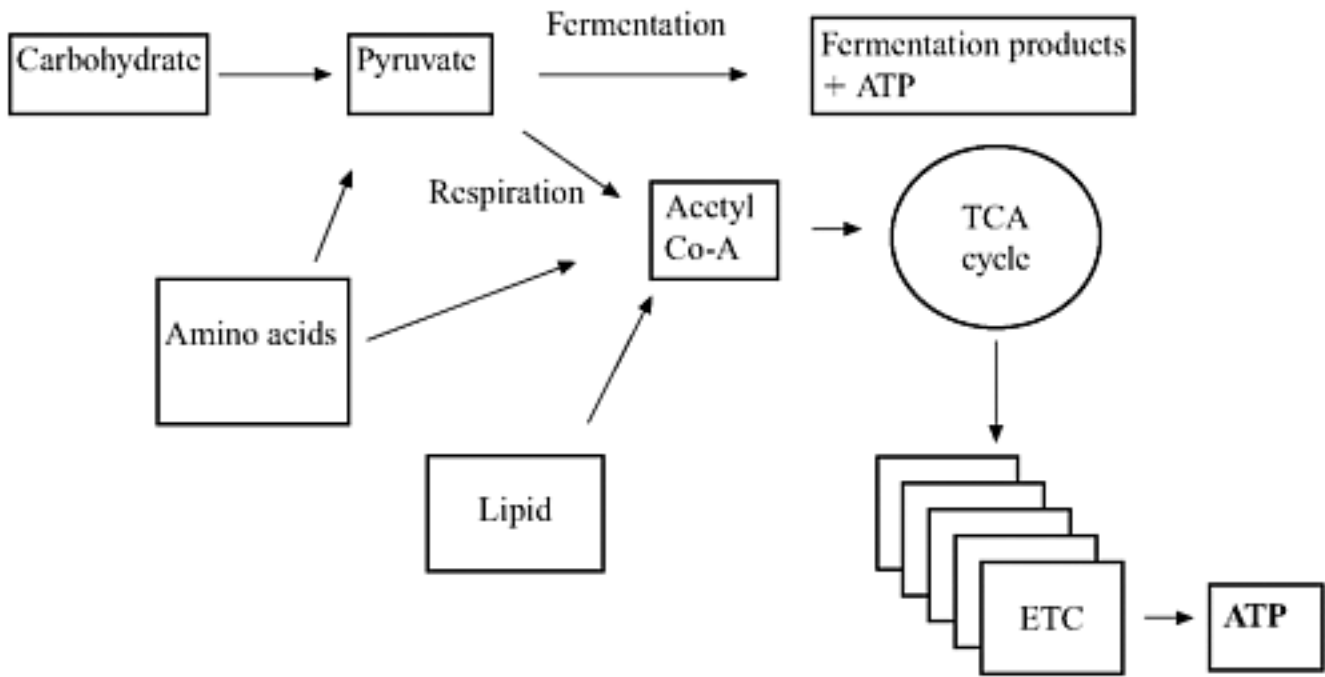 Carbohydrate
Pyruvate
Fermentation
Fermentation products
+ ATP
Respiration
Acetyl
Co-A
TCA
cycle
Amino acids
Lipid
ETC
ATP